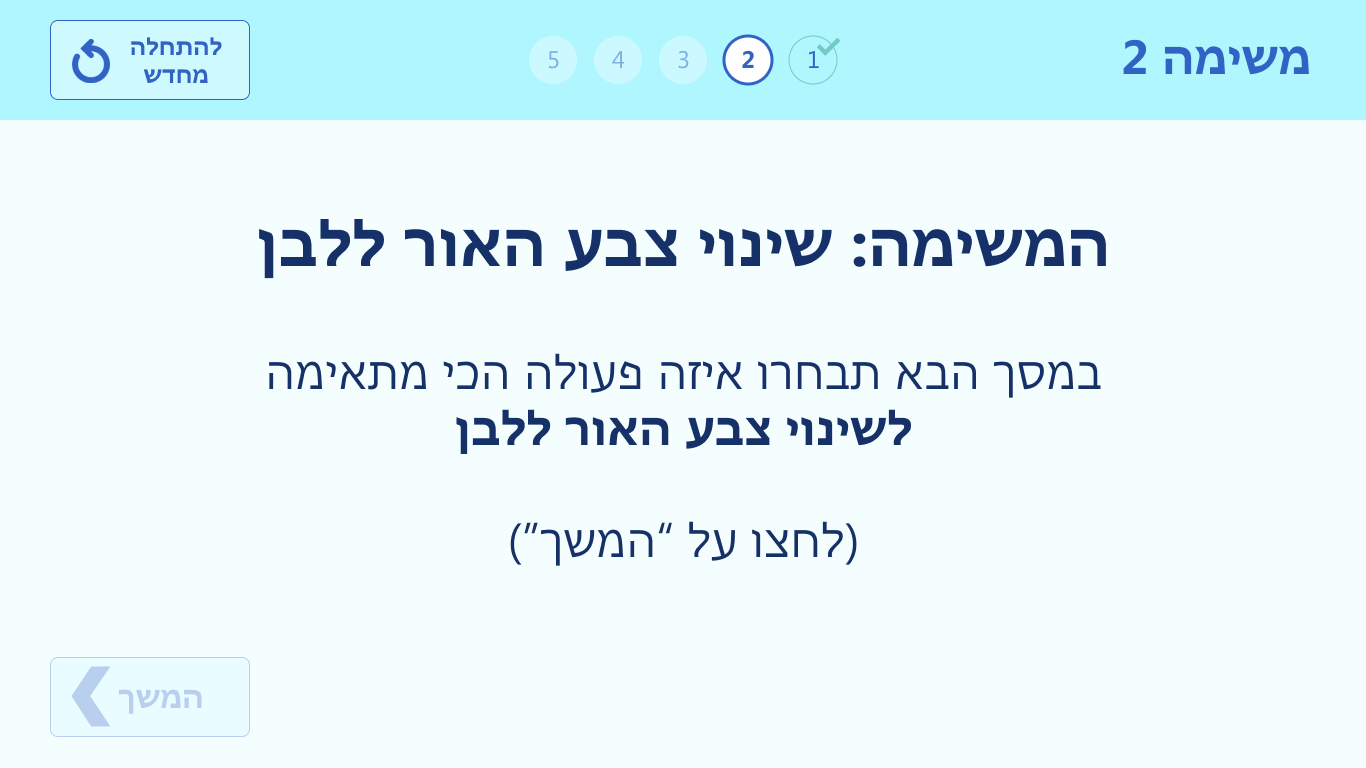 משימה 2
1
2
3
4
5
להתחלה
מחדש
המשימה: שינוי צבע האור ללבן
במסך הבא תבחרו איזה פעולה הכי מתאימה
לשינוי צבע האור ללבן
(לחצו על “המשך”)
המשך